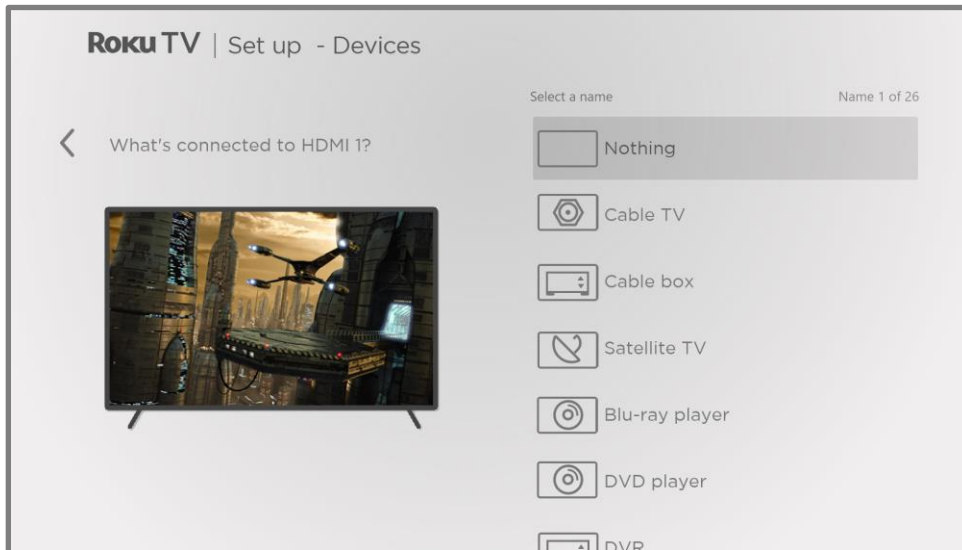 Roku TV | Set up - Devices
Select a name
Name 1 of 26
What's connected to HDMI 1?
Nothing
Cable TV
Cable box
Satellite TV
Blu-ray player
DVD player
DVR